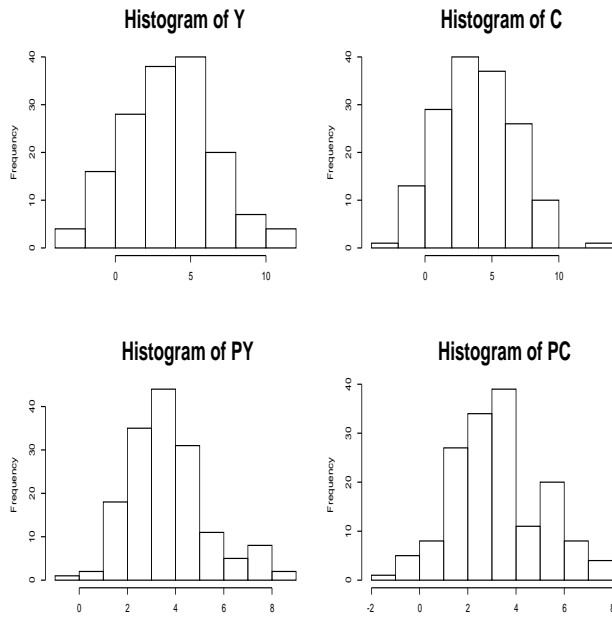 Histogram of Y
Frequency
0 10 20 30 40
0 5 10
Histogram of C
Frequency
0 10 20 30 40
0 5 10
Histogram of PY
Frequency
0 10 20 30 40
0 2 4 6 8
Histogram of PC
Frequency
0 10 20 30 40
-2 0 2 4 6 8